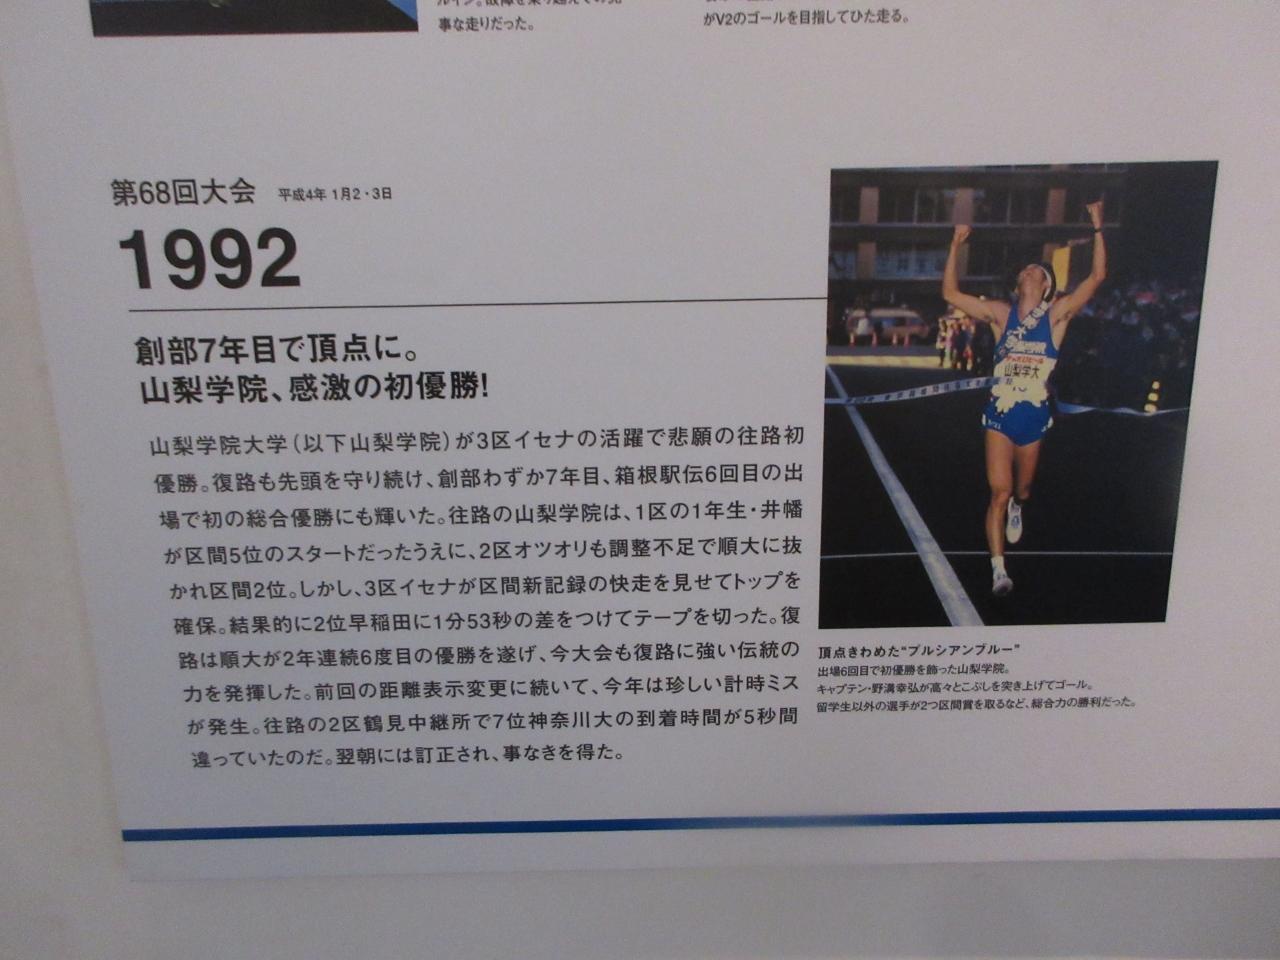 事な走りだった。
がV2のゴールを目指してひた走る。
第68回大会 平成4年 1月2・3日
1992
創部7年目で頂点に。
山梨学院、感激の初優勝!
山梨学院大学(以下山梨学院)が3区イセナの活躍で悲願の往路初
優勝。復路も先頭を守り続け、創部わずか7年目、箱根駅伝6回目の出
場で初の総合優勝にも輝いた。往路の山梨学院は、1区の1年生・井幡
が区間5位のスタートだったうえに、2区オツオリも調整不足で順大に抜
かれ区間2位。しかし、3区イセナが区間新記録の快走を見せてトップを
確保。結果的に2位早稲田に1分53秒の差をつけてテープを切った。復
路は順大が2年連続6度目の優勝を遂げ、今大会も復路に強い伝統の
力を発揮した。前回の距離表示変更に続いて、今年は珍しい計時ミス
が発生。往路の2区鶴見中継所で7位神奈川大の到着時間が5秒間
違っていたのだ。翌朝には訂正され、事なきを得た。
山梨学大
頂点きわめた“プルシアンブルー”
出場6回目で初優勝を飾った山梨学院。
キャプテン・野溝幸弘が高々とこぶしを突き上げてゴール。
留学生以外の選手が2つ区間賞を取るなど、総合力の勝利だった。